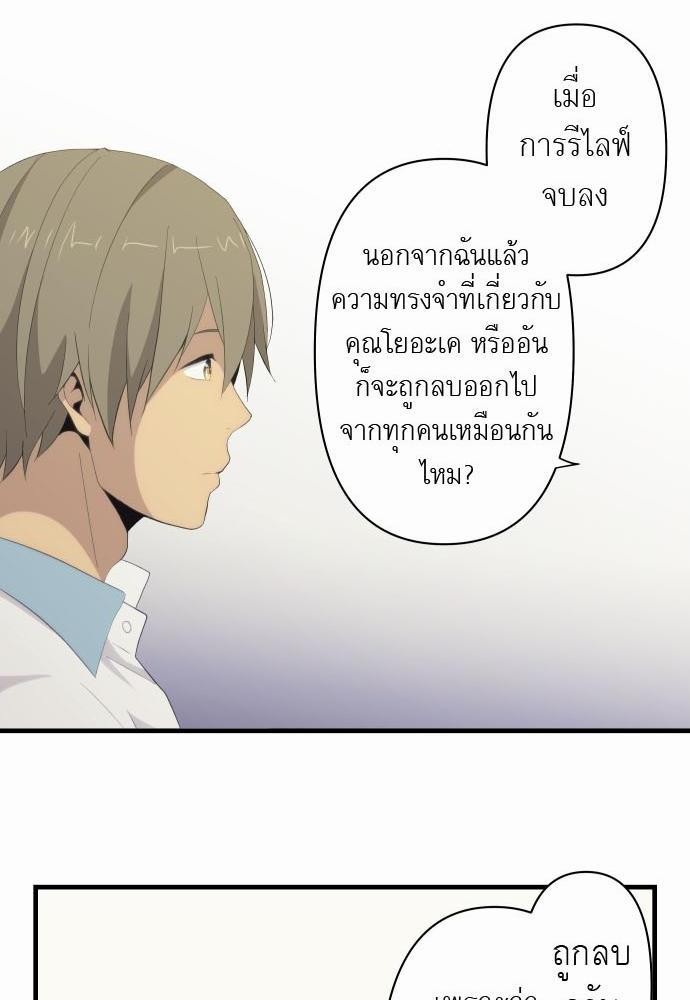 เมื่อ
การรีไลฟ์
จบลง
นอกจากฉันแล้ว
ความทรงจำที่เกี่ยวกับ
คุณโยอะเค หรืออัน
ก็จะถูกลบออกไป
จากทุกคนเหมือนกัน
ไหม?
ถูกลบ